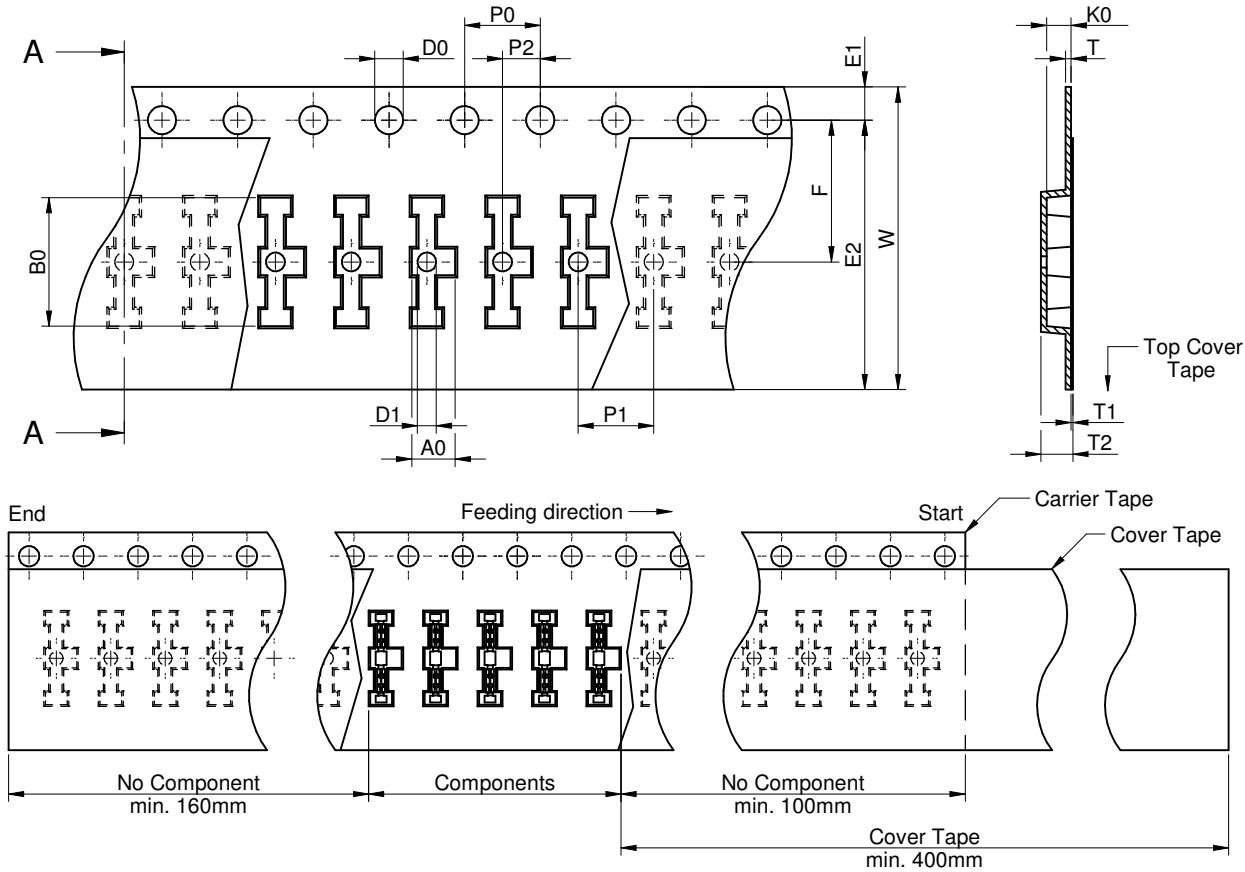 A
P0
D0
P2
E1
K0
T
B0
F
E2
W
Top Cover
Tape
D1
A0
P1
A
T1
T2
End
Feeding direction
Start
Carrier Tape
Cover Tape
No Component
min. 160mm
Components
No Component
min. 100mm
Cover Tape
min. 400mm